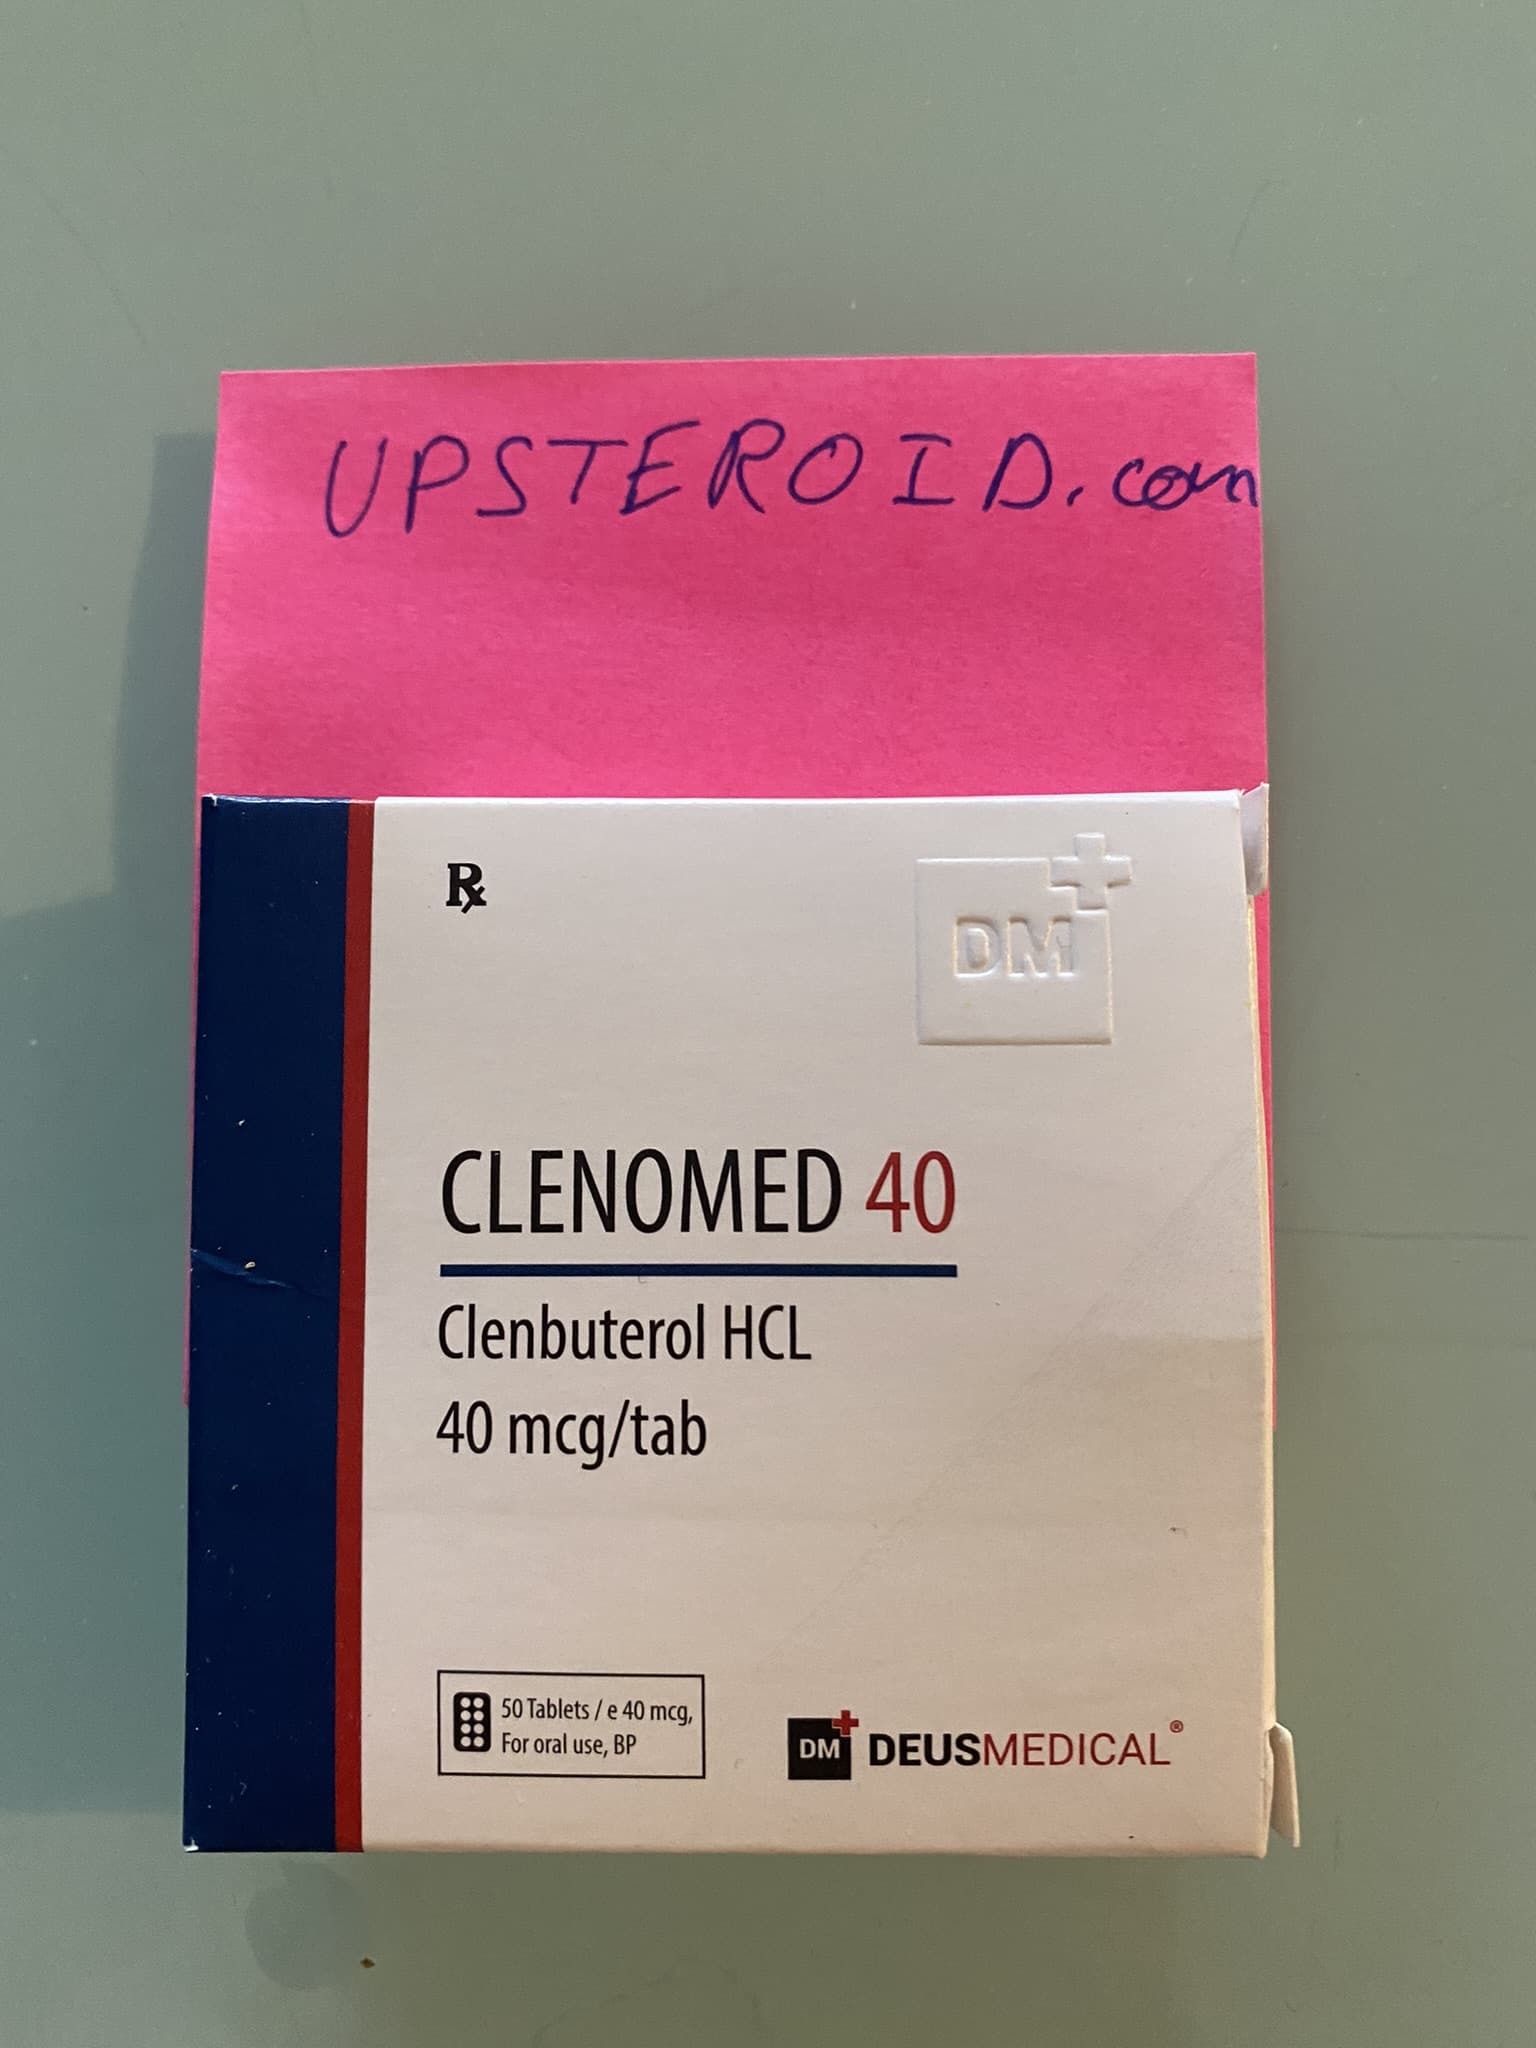 UPSTEROID.com
℞
DM
CLENOMED 40
Clenbuterol HCL
40 mcg/tab
50 Tablets / e 40 mcg,
For oral use, BP
DM DEUSMEDICAL®